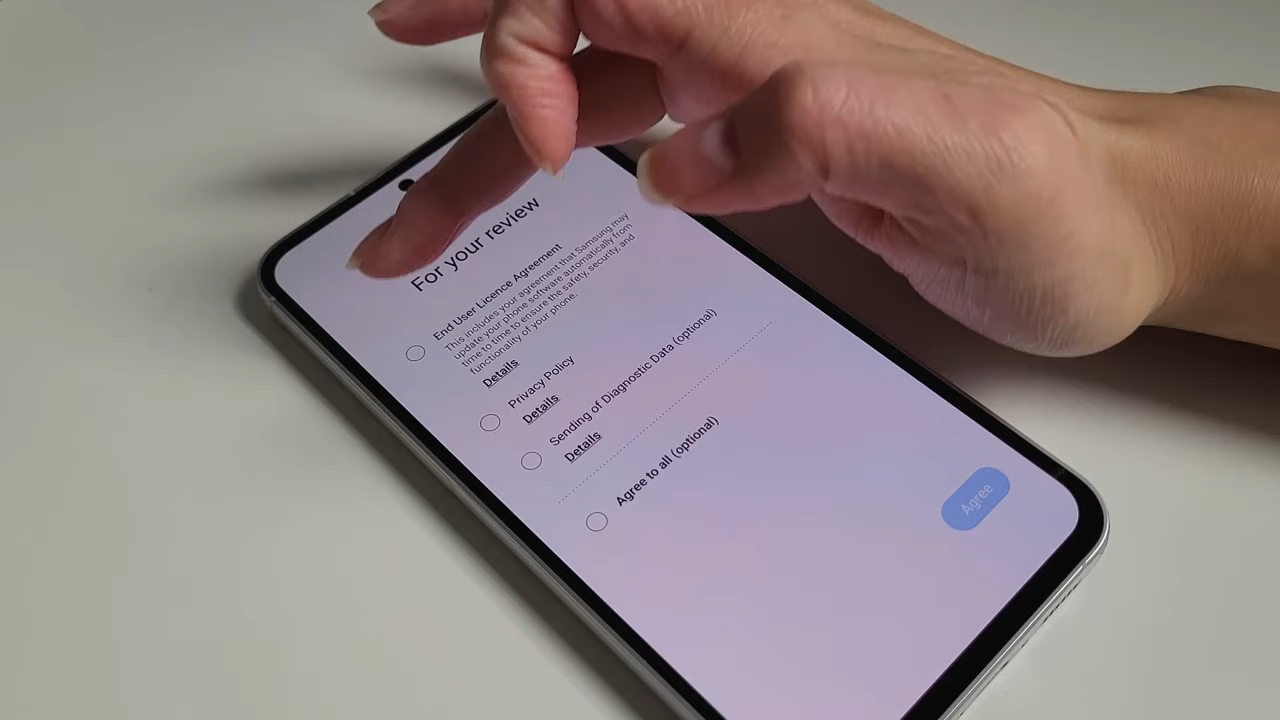 For your review
End User Licence Agreement
This includes your agreement that Samsung may
update your phone software automatically from
time to time to ensure the safety, security, and
functionality of your phone.
Details
Privacy Policy
Details
Sending of Diagnostic Data (optional)
Details
Agree to all (optional)
Agree